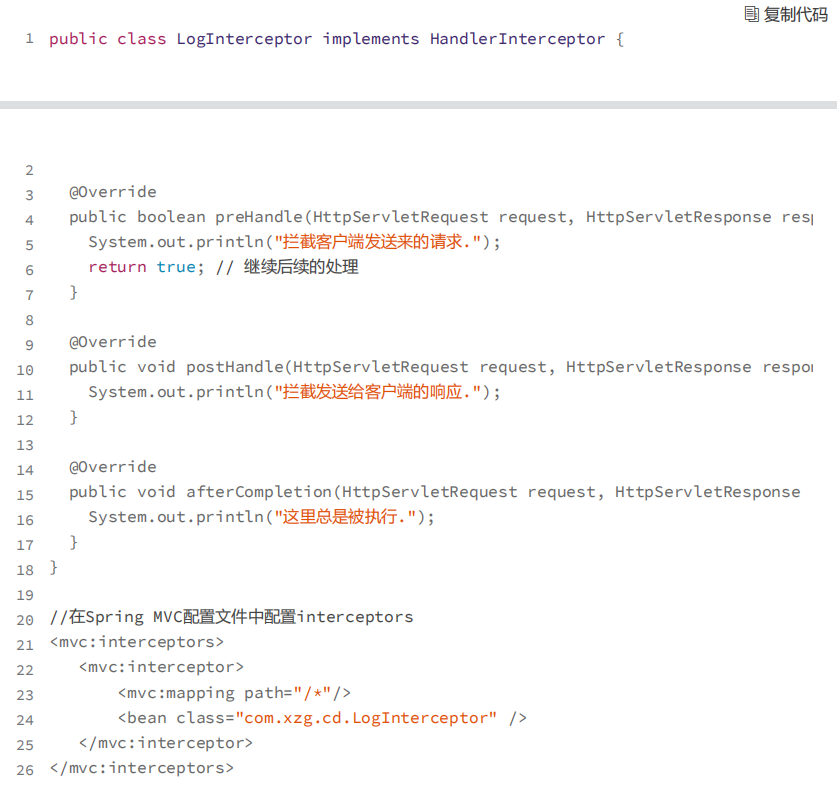 复制代码
1 public class LogInterceptor implements HandlerInterceptor {
2
3 @Override
4 public boolean preHandle(HttpServletRequest request, HttpServletResponse
5 System.out.println("拦截客户端发送来的请求.");
6 return true; // 继续后续的处理
7 }
8
9 @Override
10 public void postHandle(HttpServletRequest request, HttpServletResponse
11 System.out.println("拦截发送给客户端的响应.");
12 }
13
14 @Override
15 public void afterCompletion(HttpServletRequest request, HttpServletResponse
16 System.out.println("这里总是被执行.");
17 }
18 }
19
20 //在Spring MVC配置文件中配置interceptors
21 <mvc:interceptors>
22 <mvc:interceptor>
23 <mvc:mapping path="/*"/>
24 <bean class="com.xzg.cd.LogInterceptor" />
25 </mvc:interceptor>
26 </mvc:interceptors>